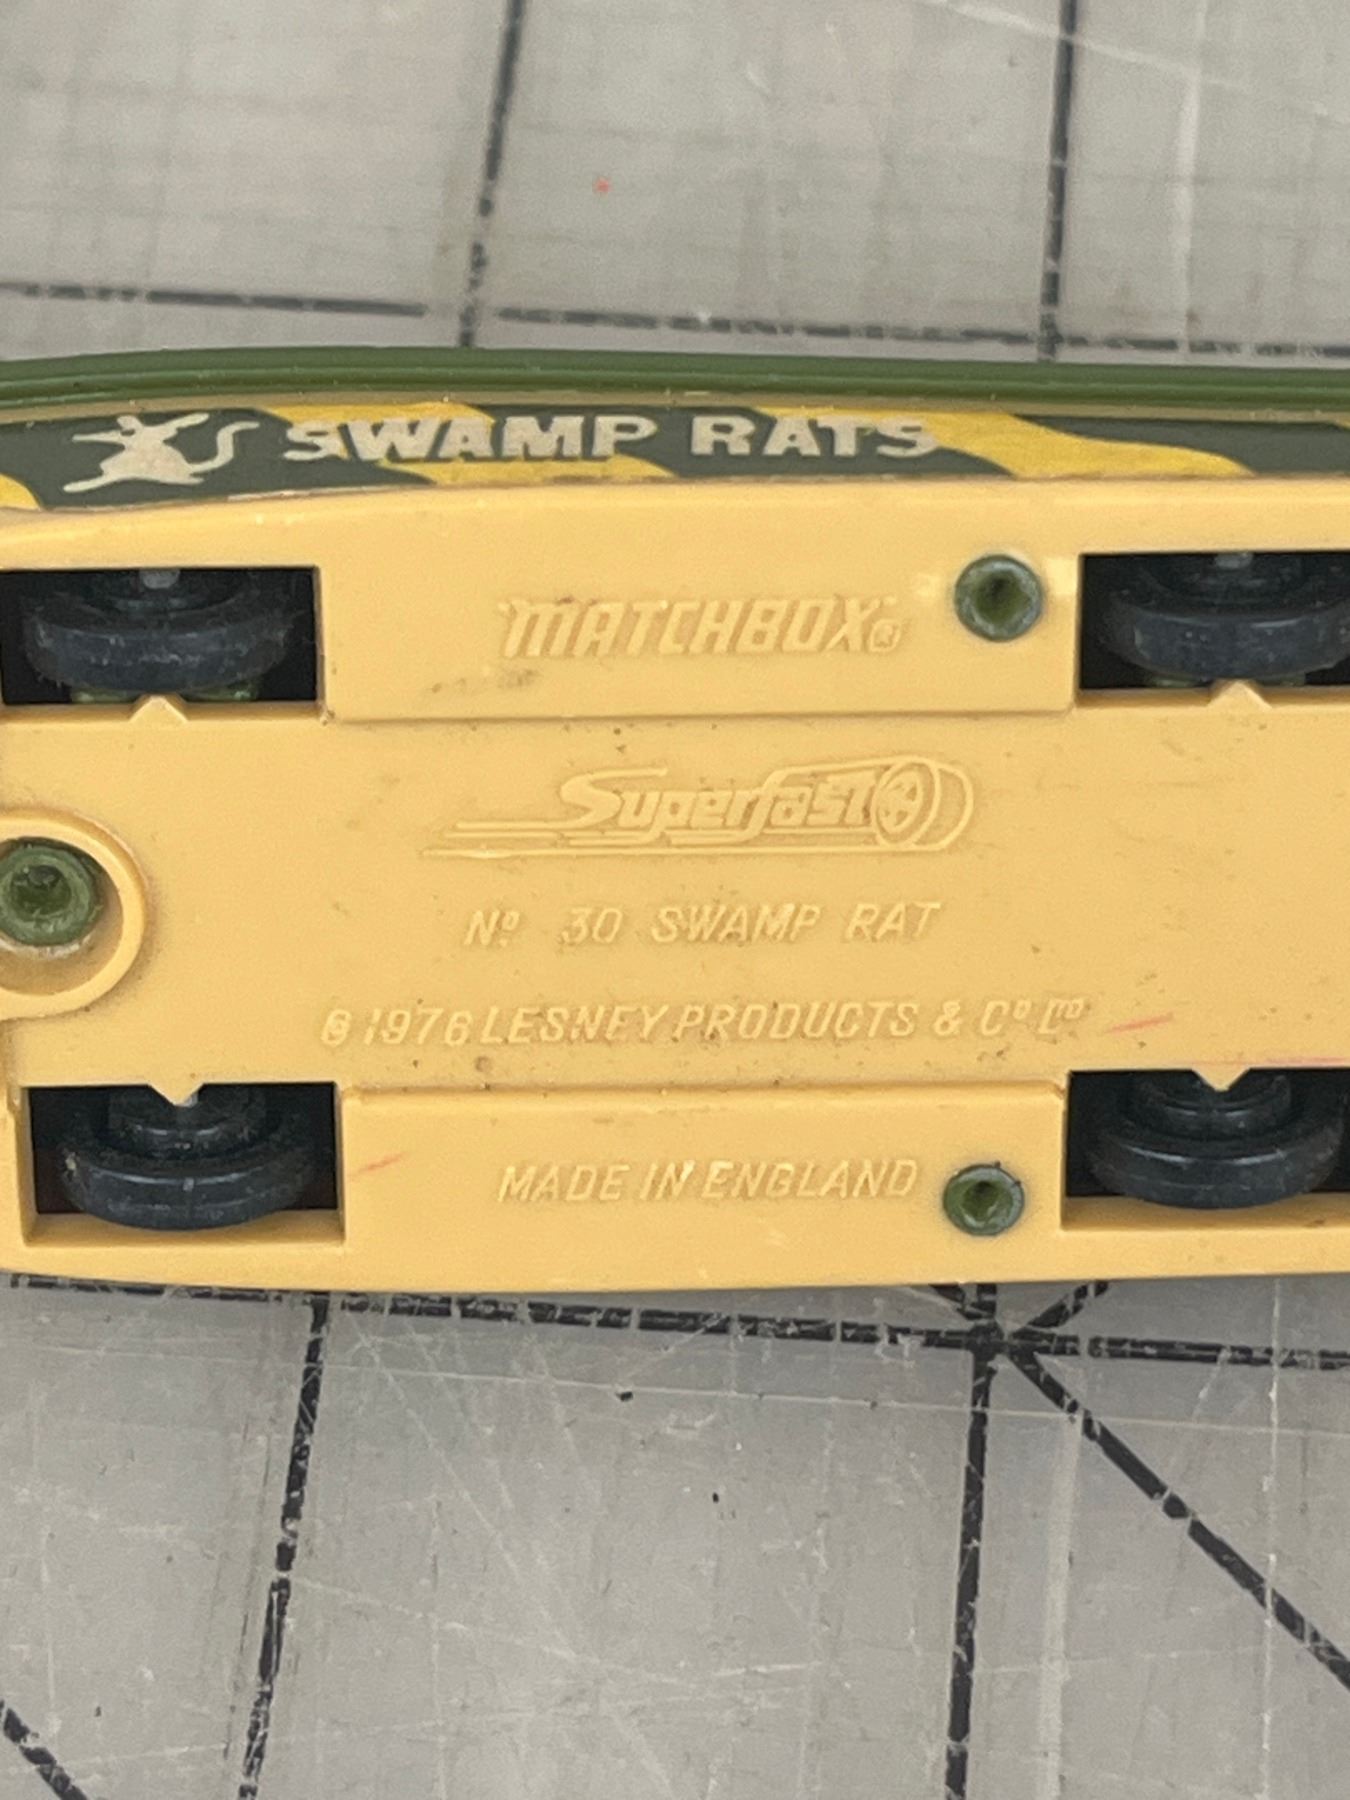 SWAMP RATS
"MATCHBOX"®
Superfast
Nº 30 SWAMP RAT
© 1976 LESNEY PRODUCTS & Cº Lᵀᴰ
MADE IN ENGLAND